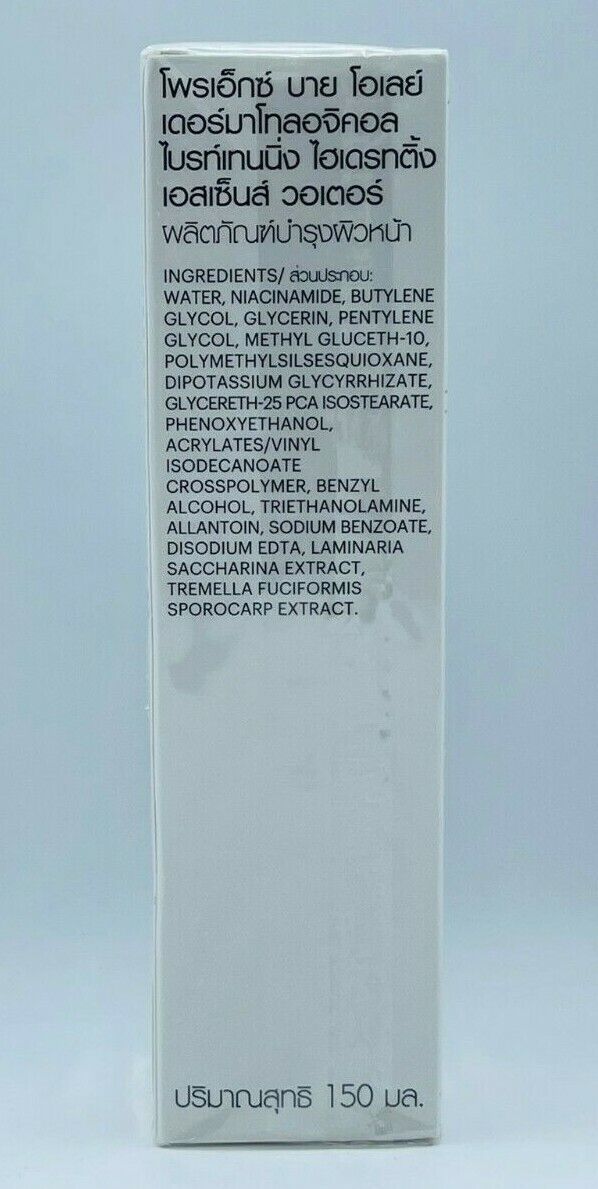 โพรเอ็กซ์ บาย โอเลย์
เดอร์มาโทลอจิคอล
ไบรท์เทนนิ่ง ไฮเดรทติ้ง
เอสเซ็นส์ วอเตอร์
ผลิตภัณฑ์บำรุงผิวหน้า
INGREDIENTS/ ส่วนประกอบ:
WATER, NIACINAMIDE, BUTYLENE
GLYCOL, GLYCERIN, PENTYLENE
GLYCOL, METHYL GLUCETH-10,
POLYMETHYLSILSESQUIOXANE,
DIPOTASSIUM GLYCYRRHIZATE,
GLYCERETH-25 PCA ISOSTEARATE,
PHENOXYETHANOL,
ACRYLATES/VINYL
ISODECANOATE
CROSSPOLYMER, BENZYL
ALCOHOL, TRIETHANOLAMINE,
ALLANTOIN, SODIUM BENZOATE,
DISODIUM EDTA, LAMINARIA
SACCHARINA EXTRACT,
TREMELLA FUCIFORMIS
SPOROCARP EXTRACT.
ปริมาณสุทธิ 150 มล.